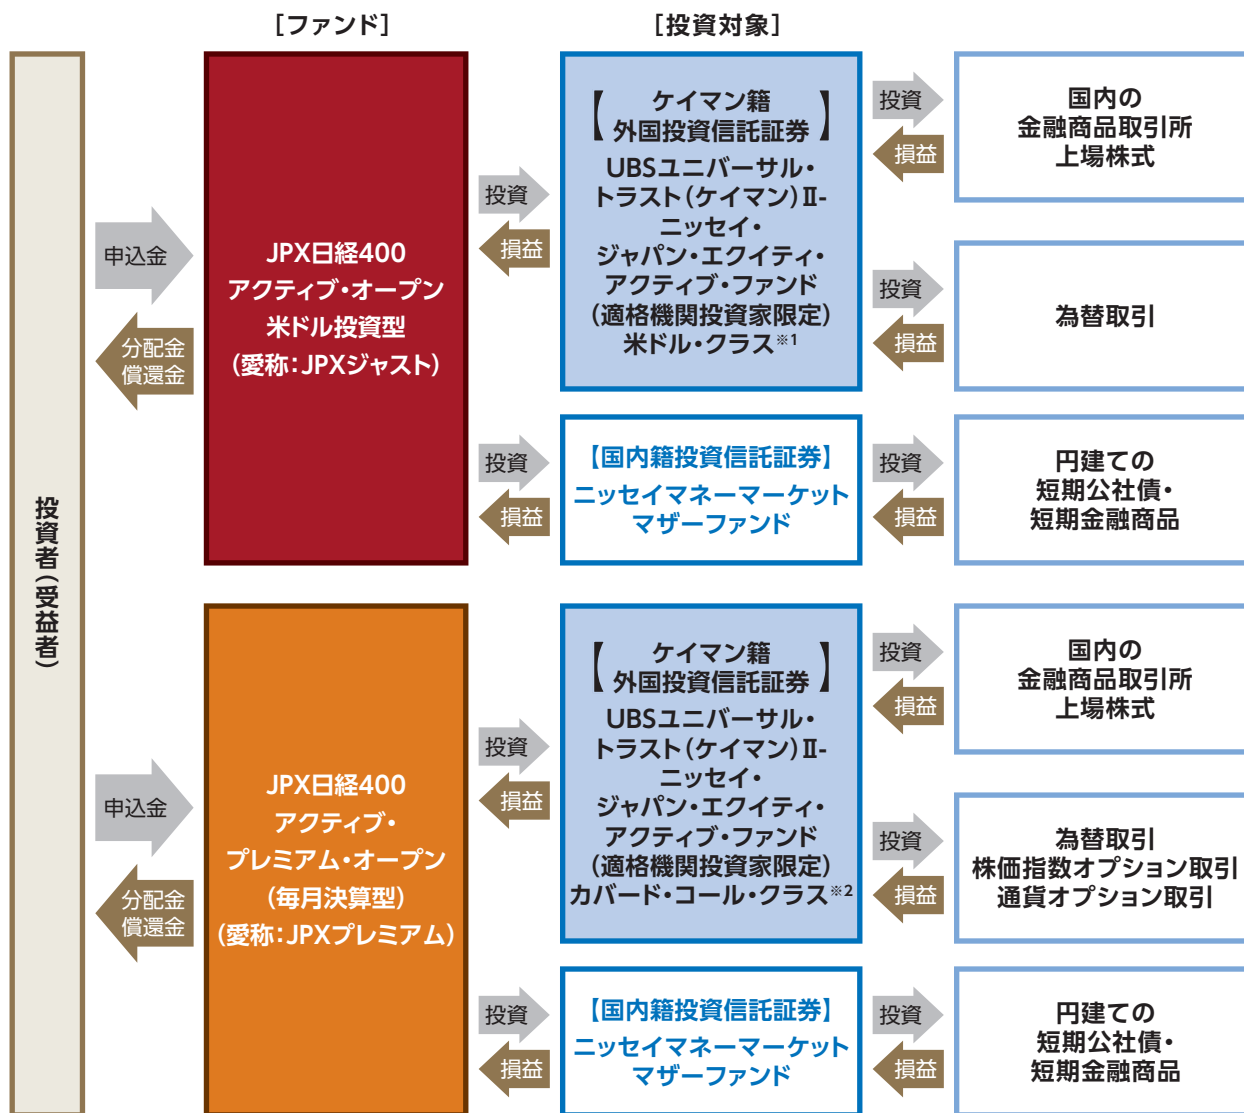 ［ファンド］
［投資対象］
投資者（受益者）
申込金
分配金
償還金
JPX日経400
アクティブ・オープン
米ドル投資型
（愛称：JPXジャスト）
投資
損益
【ケイマン籍
外国投資信託証券】
UBSユニバーサル・
トラスト（ケイマン）Ⅱ-
ニッセイ・
ジャパン・エクイティ・
アクティブ・ファンド
（適格機関投資家限定）
米ドル・クラス※1
投資
損益
国内の
金融商品取引所
上場株式
投資
損益
為替取引
投資
損益
【国内籍投資信託証券】
ニッセイマネーマーケット
マザーファンド
投資
損益
円建ての
短期公社債・
短期金融商品
申込金
分配金
償還金
JPX日経400
アクティブ・
プレミアム・オープン
（毎月決算型）
（愛称：JPXプレミアム）
投資
損益
【ケイマン籍
外国投資信託証券】
UBSユニバーサル・
トラスト（ケイマン）Ⅱ-
ニッセイ・
ジャパン・エクイティ・
アクティブ・ファンド
（適格機関投資家限定）
カバード・コール・クラス※2
投資
損益
国内の
金融商品取引所
上場株式
投資
損益
為替取引
株価指数オプション取引
通貨オプション取引
投資
損益
【国内籍投資信託証券】
ニッセイマネーマーケット
マザーファンド
投資
損益
円建ての
短期公社債・
短期金融商品